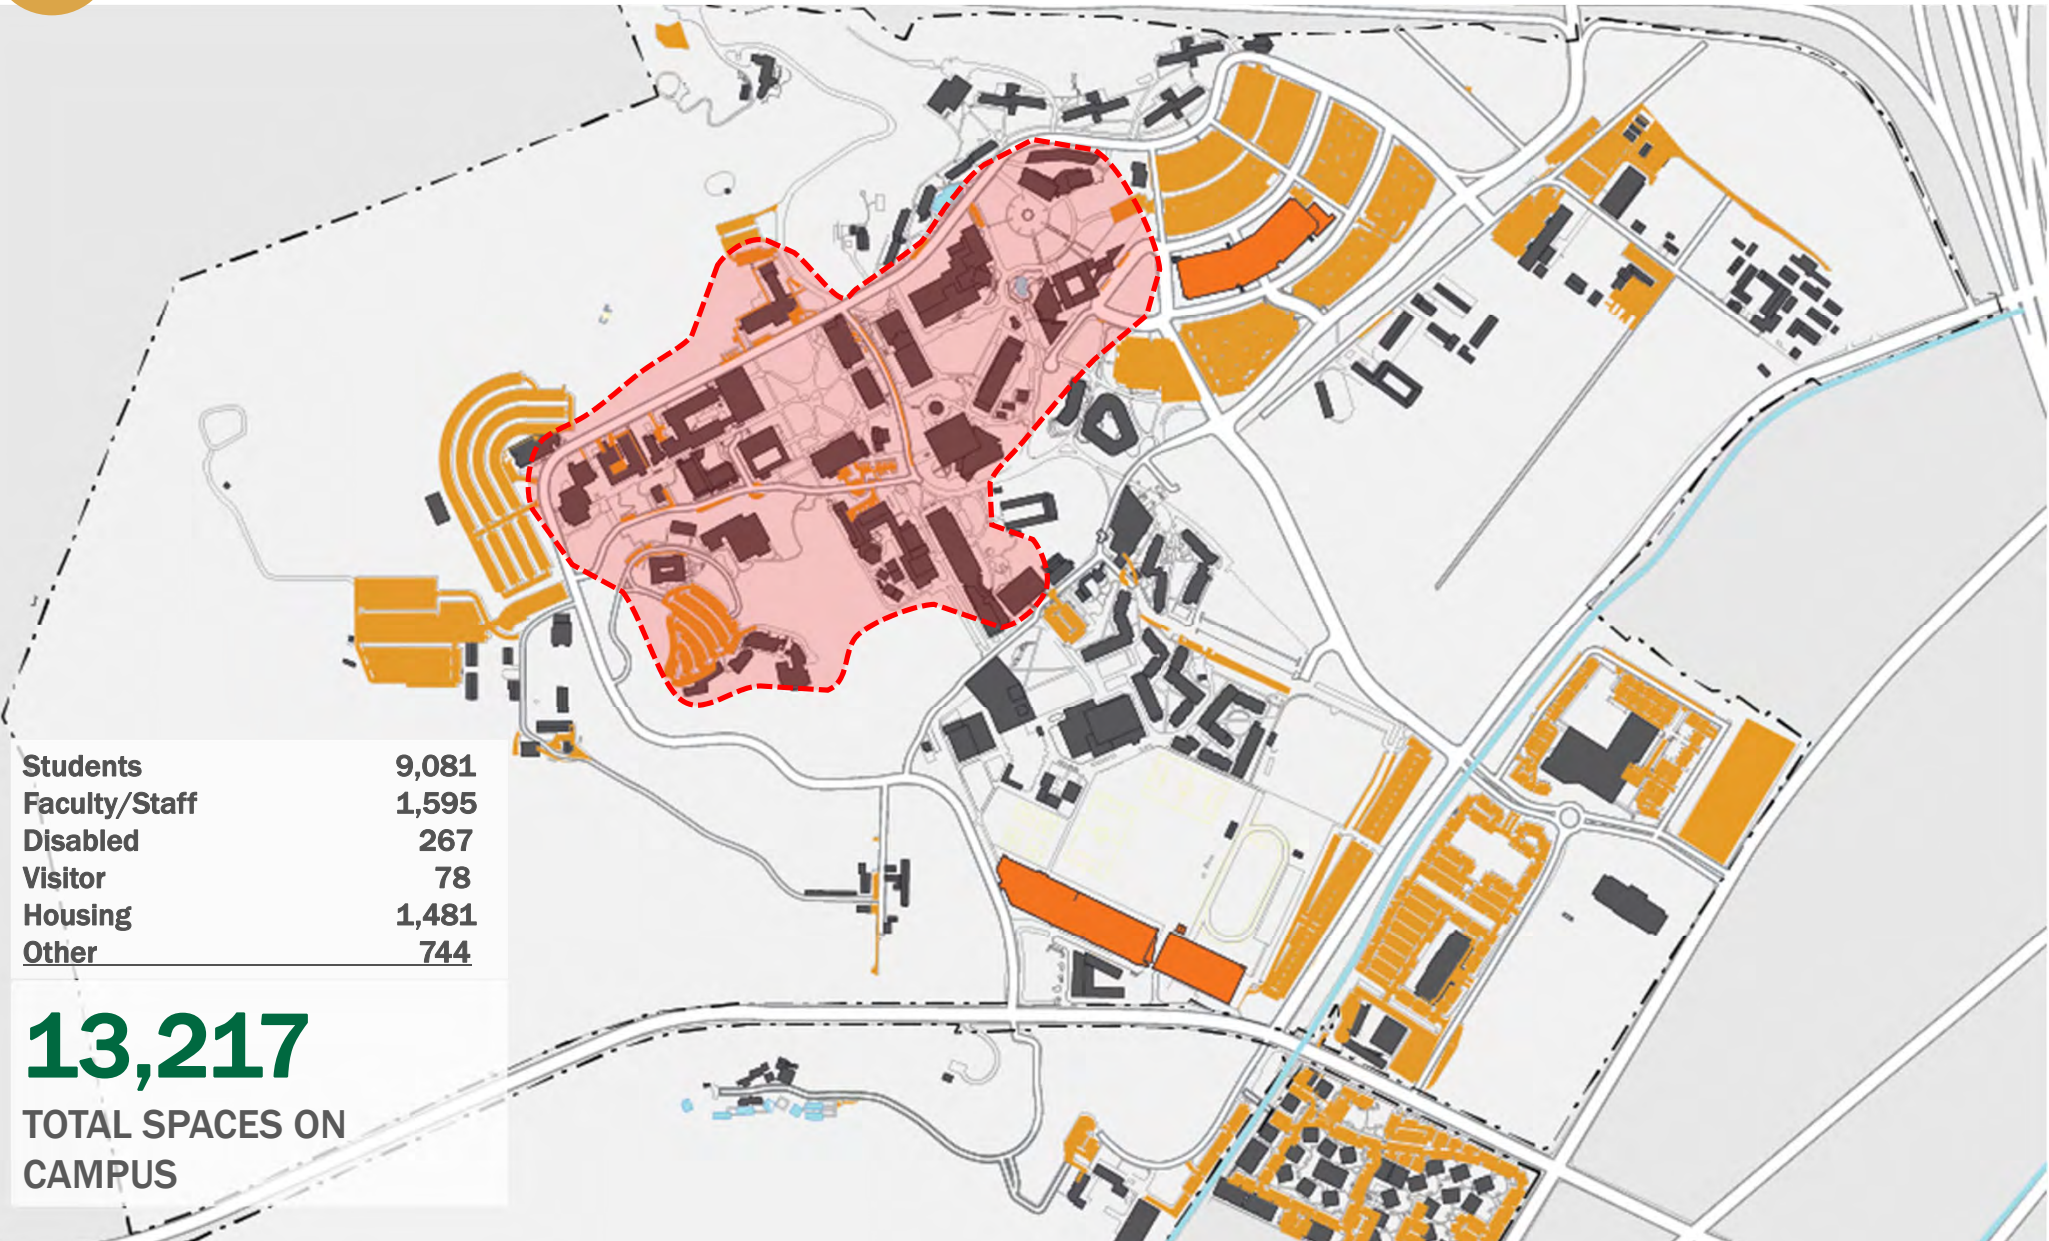 Students 9,081
Faculty/Staff 1,595
Disabled 267
Visitor 78
Housing 1,481
Other 744
13,217
TOTAL SPACES ON
CAMPUS